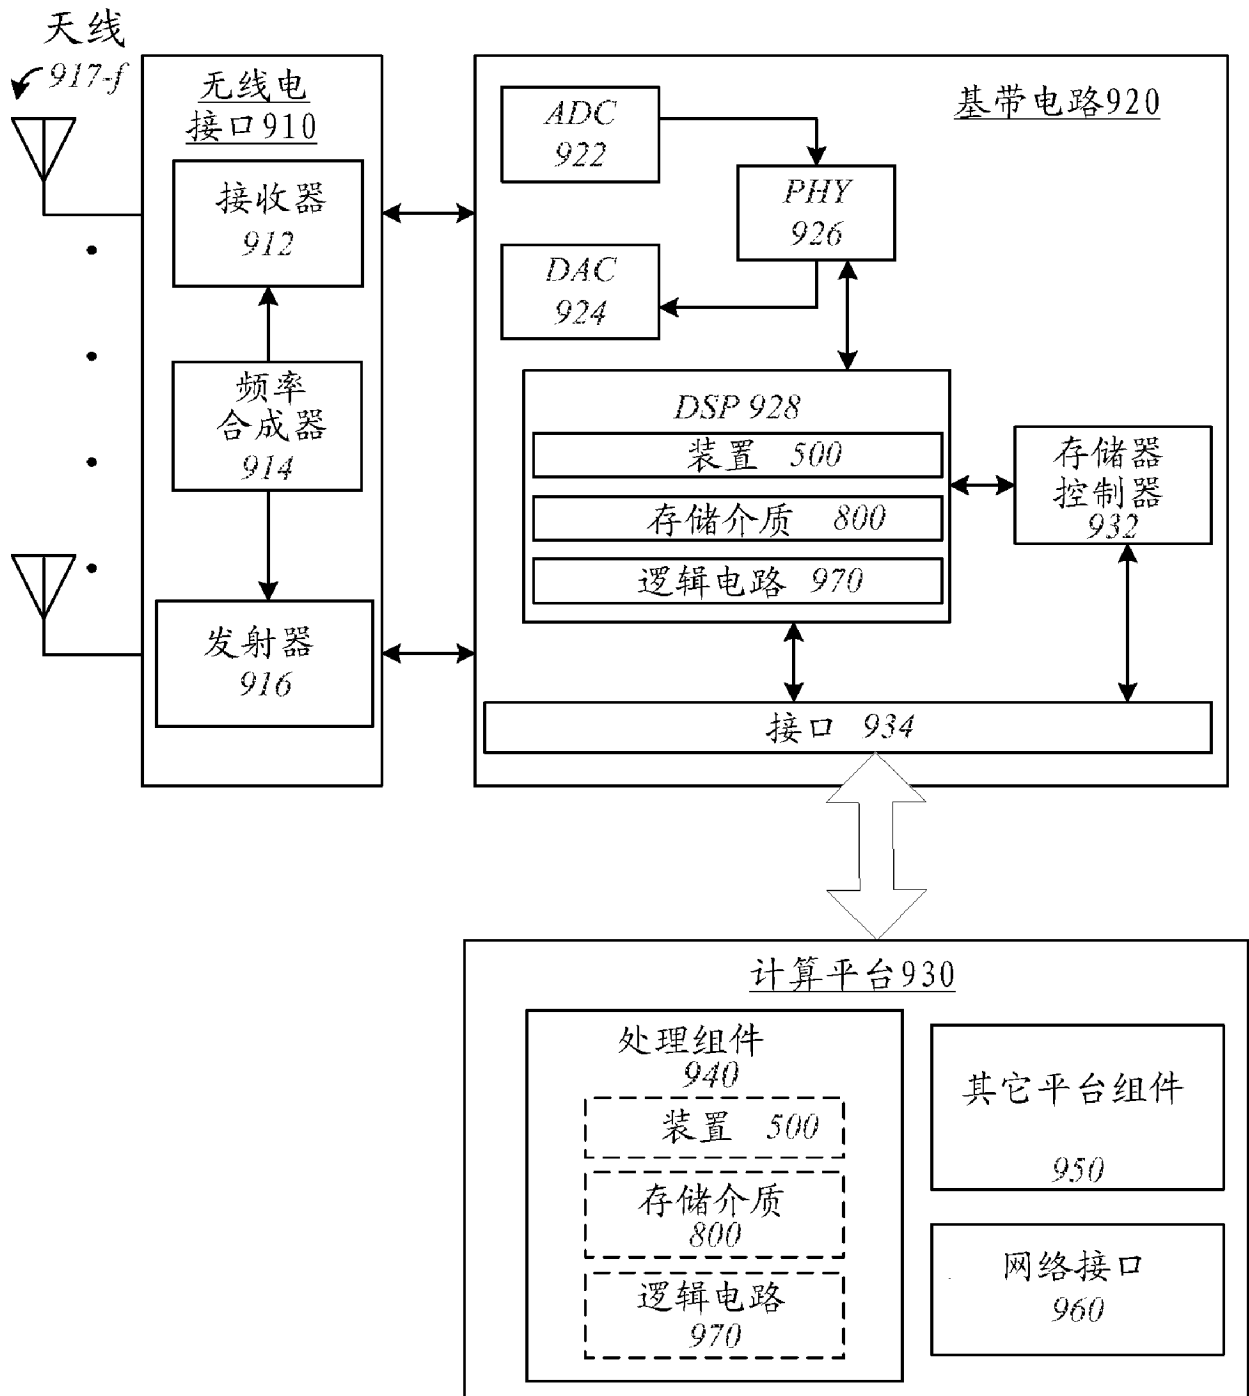 天线
917-f
无线电
接口910
接收器
912
频率
合成器
914
发射器
916
基带电路920
ADC
922
PHY
926
DAC
924
DSP 928
装置 500
存储介质 800
逻辑电路 970
存储器
控制器
932
接口 934
计算平台930
处理组件
940
装置 500
存储介质
800
逻辑电路
970
其它平台组件
950
网络接口
960